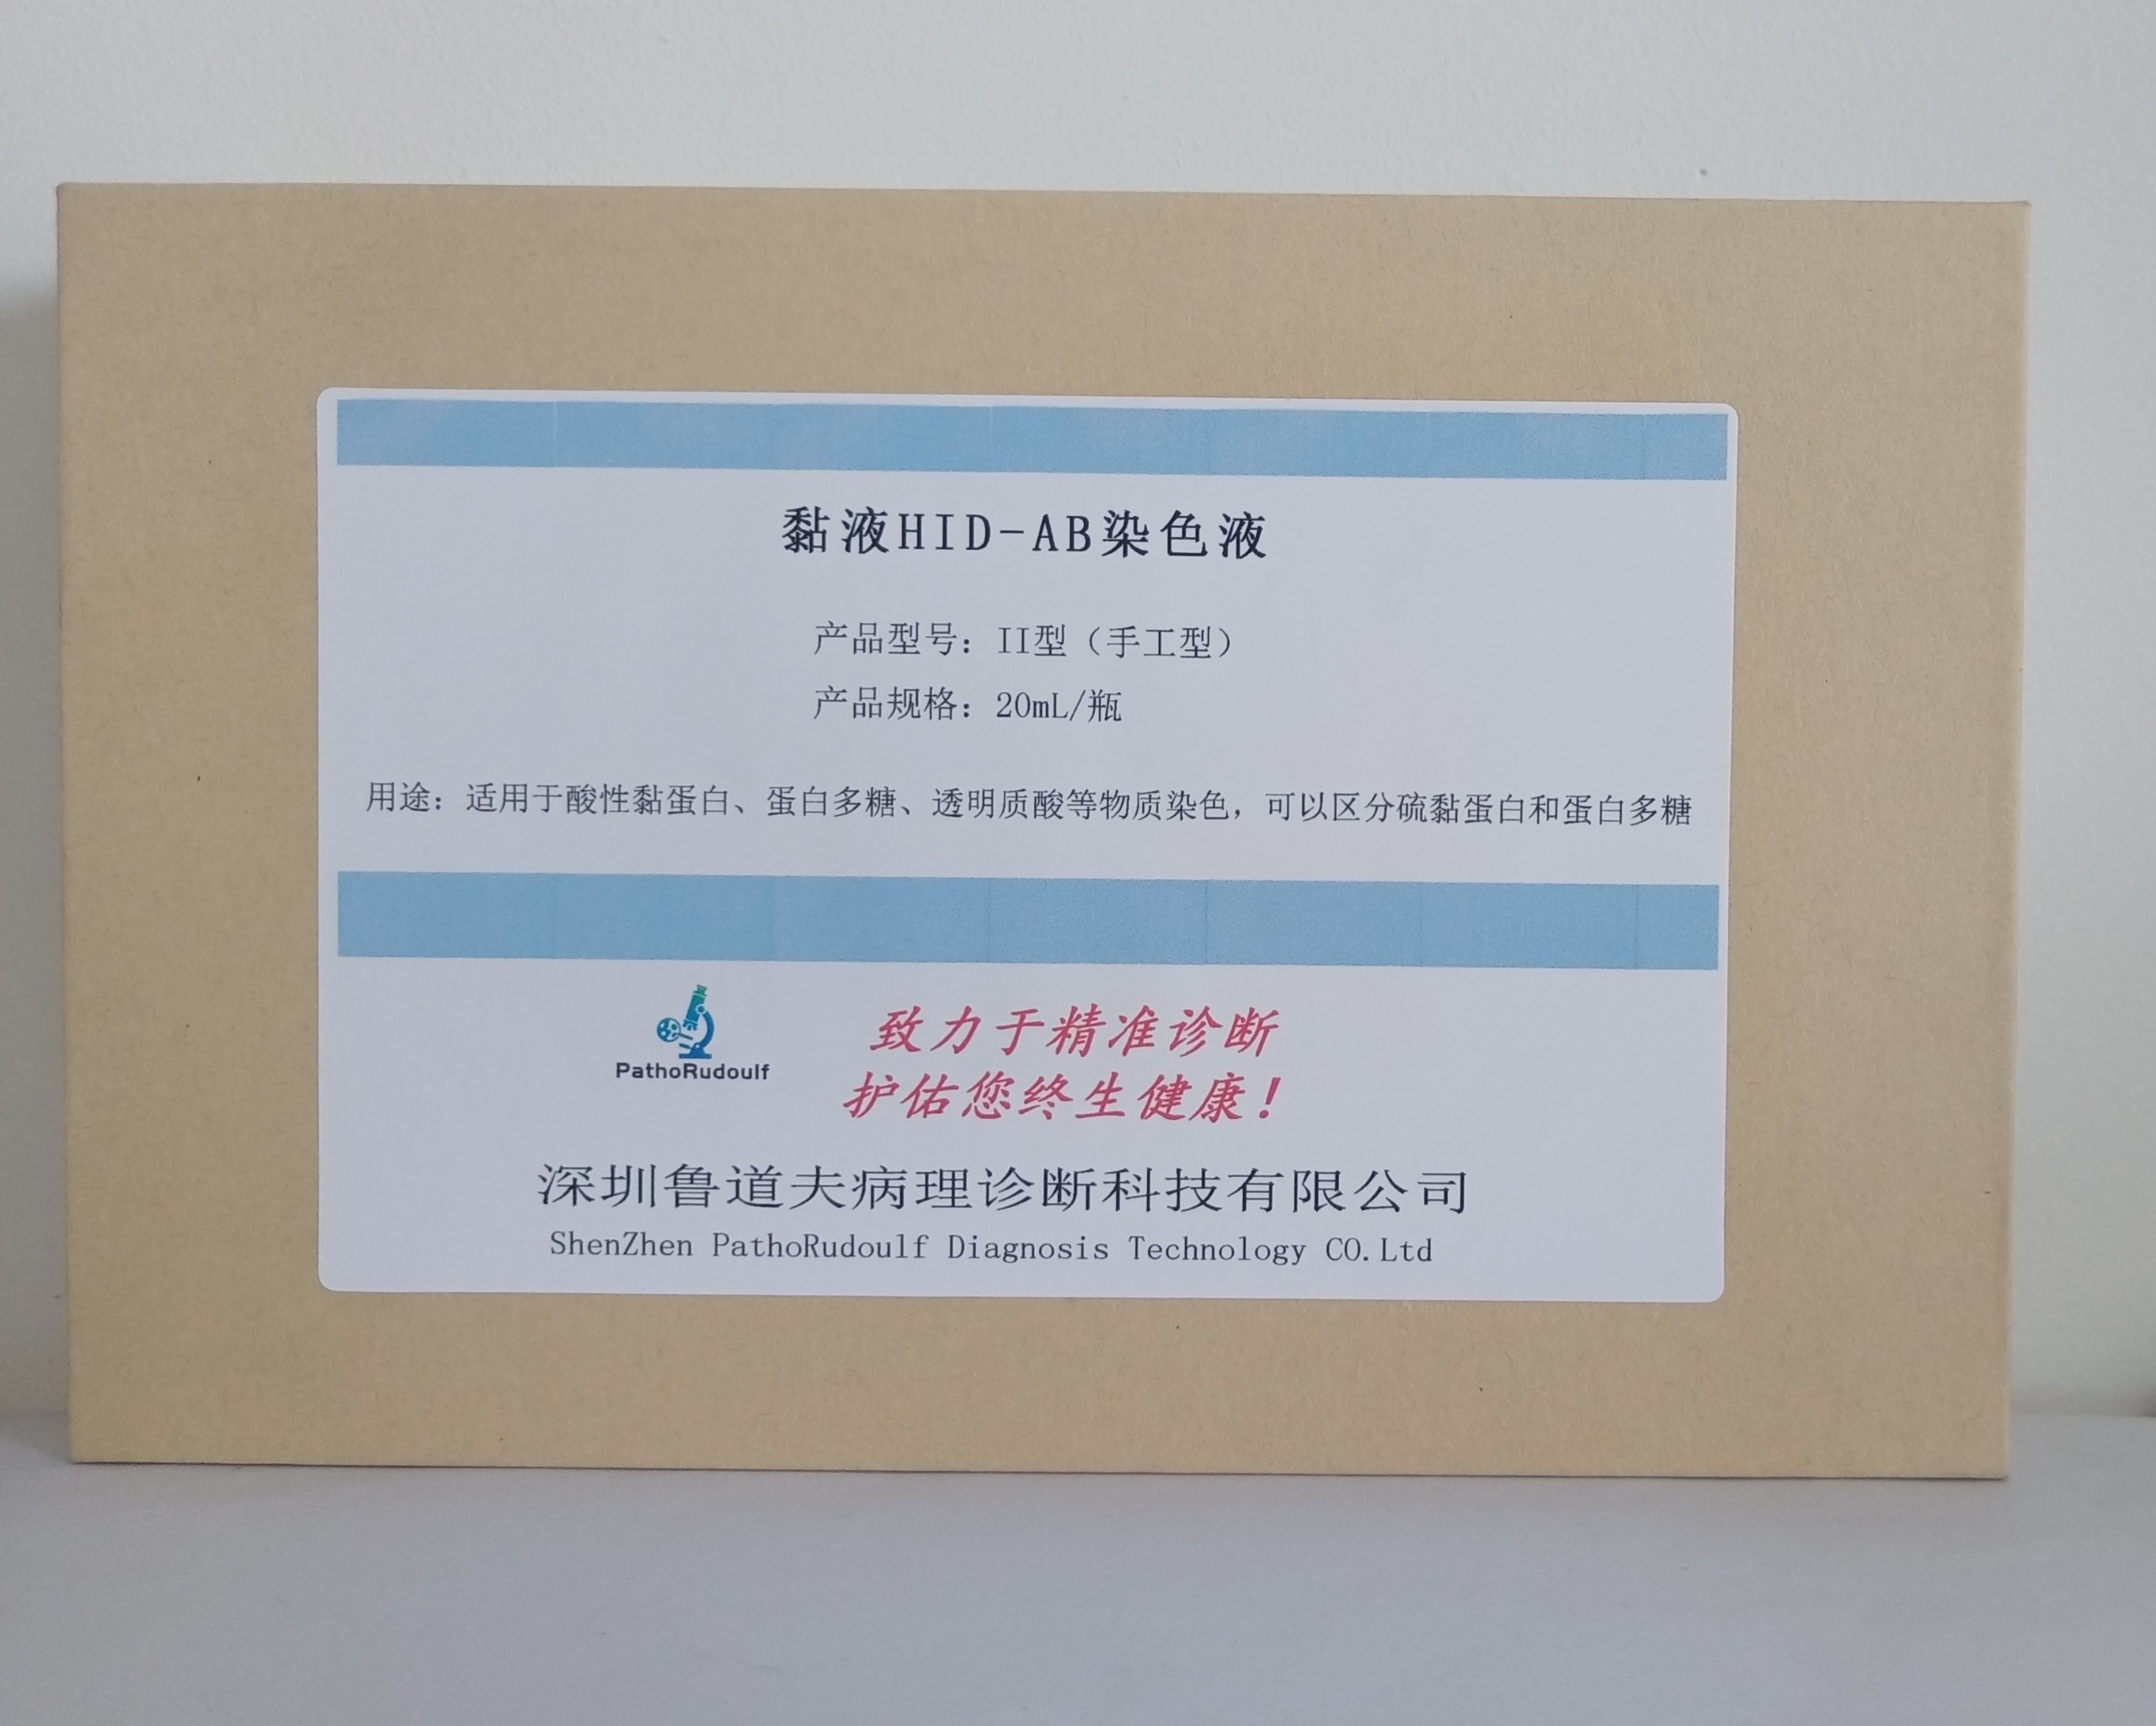 黏液HID-AB染色液
产品型号：II型（手工型）
产品规格：20mL/瓶
用途：适用于酸性黏蛋白、蛋白多糖、透明质酸等物质染色，可以区分硫黏蛋白和蛋白多糖
PathoRudoulf
致力于精准诊断
护佑您终生健康！
深圳鲁道夫病理诊断科技有限公司
ShenZhen PathoRudoulf Diagnosis Technology CO.Ltd